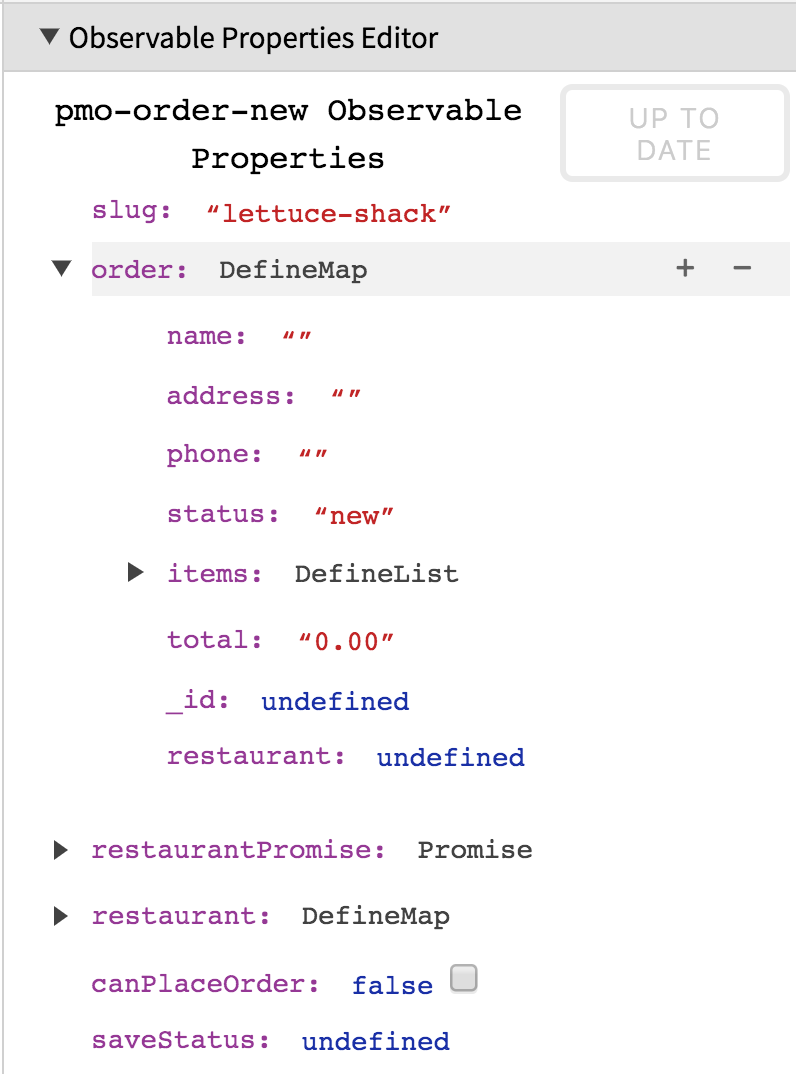 Observable Properties Editor
pmo-order-new Observable
Properties
UP TO
DATE
slug: “lettuce-shack”
order: DefineMap + −
name: “”
address: “”
phone: “”
status: “new”
items: DefineList
total: “0.00”
_id: undefined
restaurant: undefined
restaurantPromise: Promise
restaurant: DefineMap
canPlaceOrder: false
saveStatus: undefined